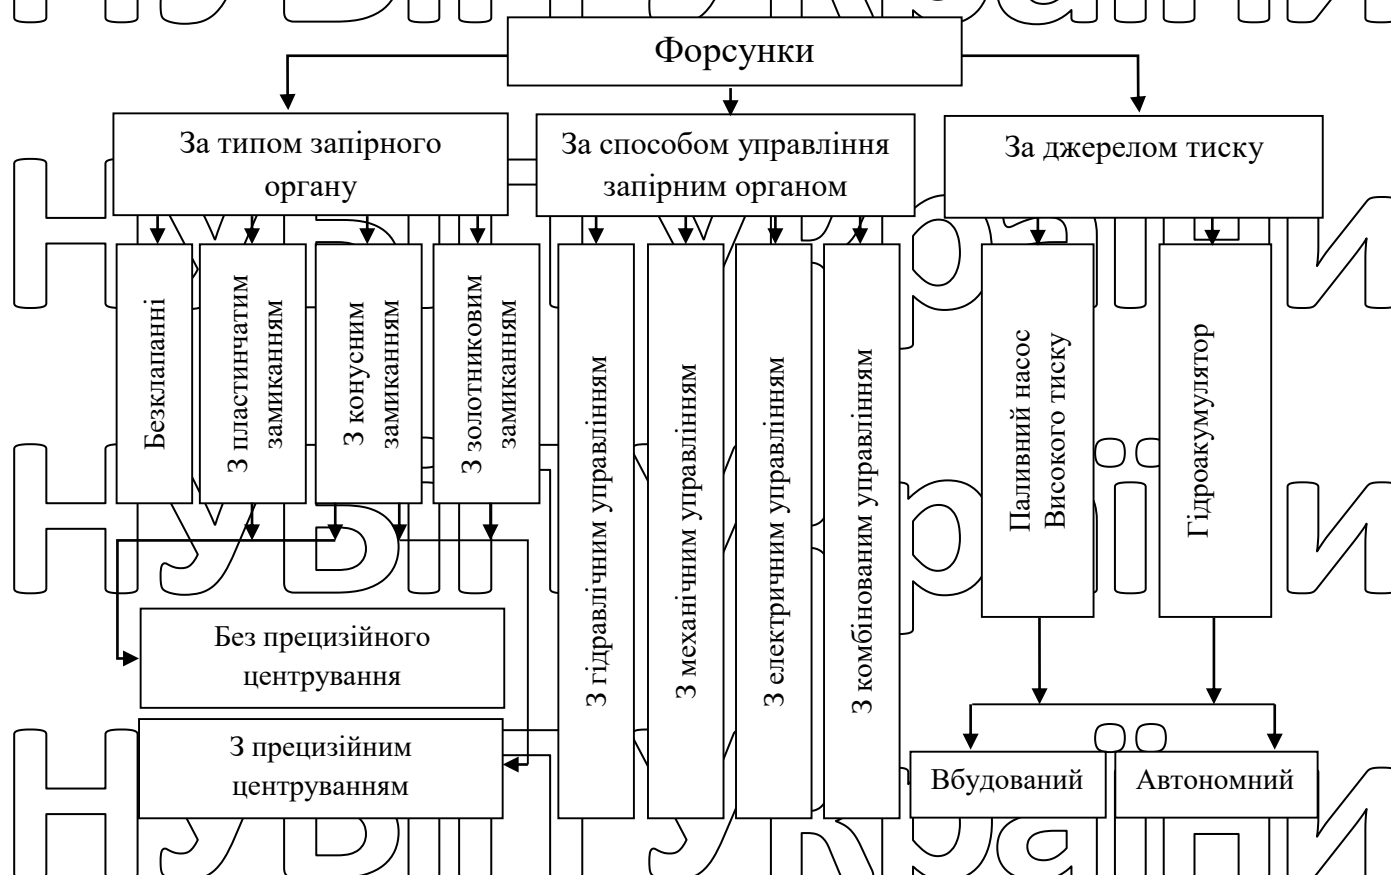 Форсунки
За типом запірного
органу
За способом управління
запірним органом
За джерелом тиску
Безклапанні
З пластинчатим
замиканням
З конусним
замиканням
З золотниковим
замиканням
З гідравлічним управлінням
З механічним управлінням
З електричним управлінням
З комбінованим управлінням
Паливний насос
Високого тиску
Гідроакумулятор
Без прецизійного
центрування
З прецизійним
центруванням
Вбудований
Автономний